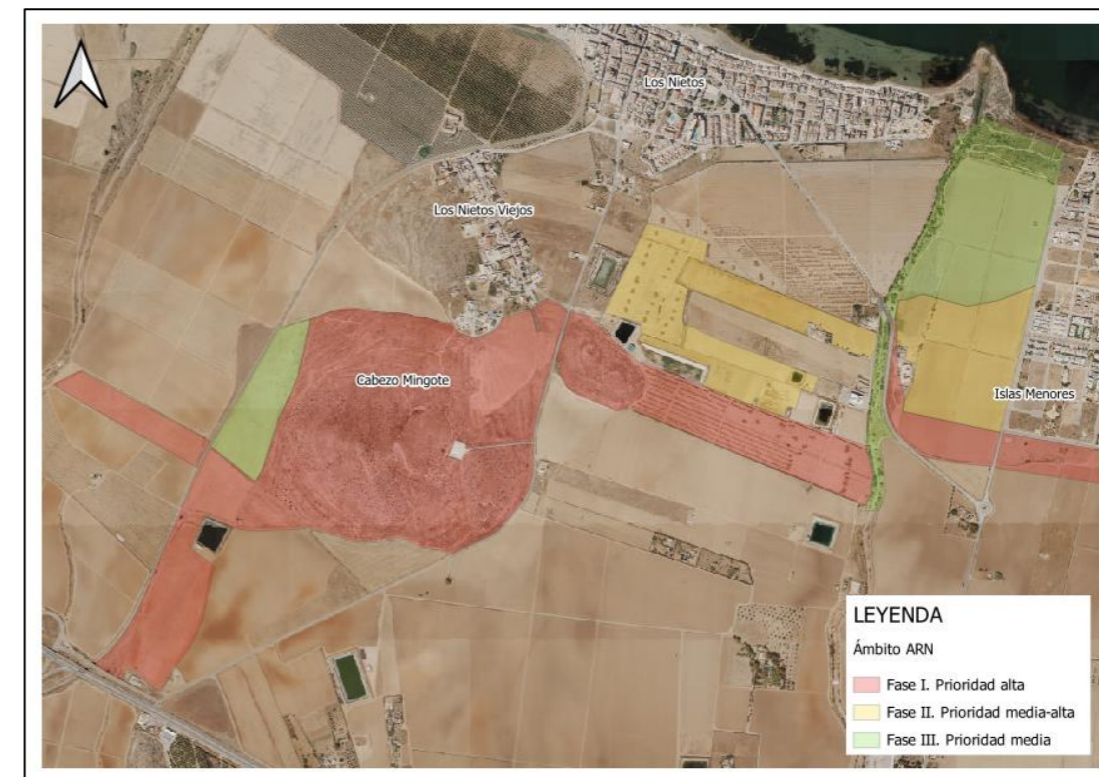 Los Nietos
Los Nietos Viejos
Cabezo Mingote
Islas Menores
LEYENDA
Ámbito ARN
Fase I. Prioridad alta
Fase II. Prioridad media-alta
Fase III. Prioridad media